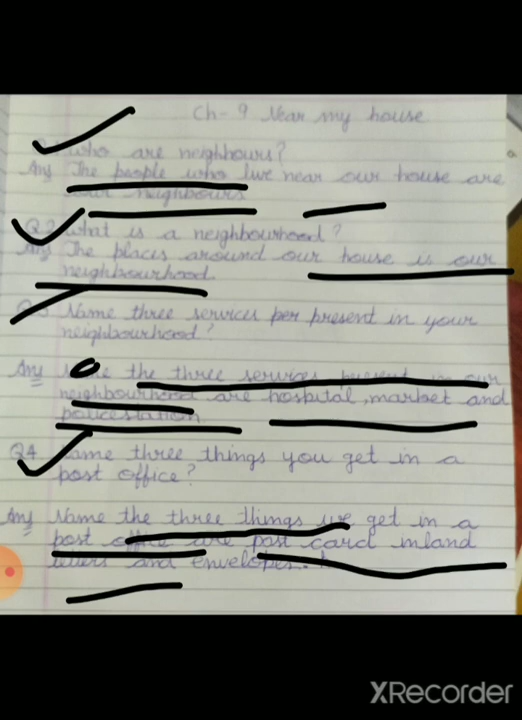 Ch-9 Near my house
who are neighbours?
Ans The people who live near our house are
our neighbours
Q2 what is a neighbourhood?
Ans The places around our house is our
neighbourhood
Q3 Name three services per present in your
neighbourhood?
Ans the three services present in our
neighbourhood are hospital, market and
police station
Q4 Name three things you get in a
post office?
Ans Name the three things we get in a
post office are post card inland
letters and envelopes.
XRecorder